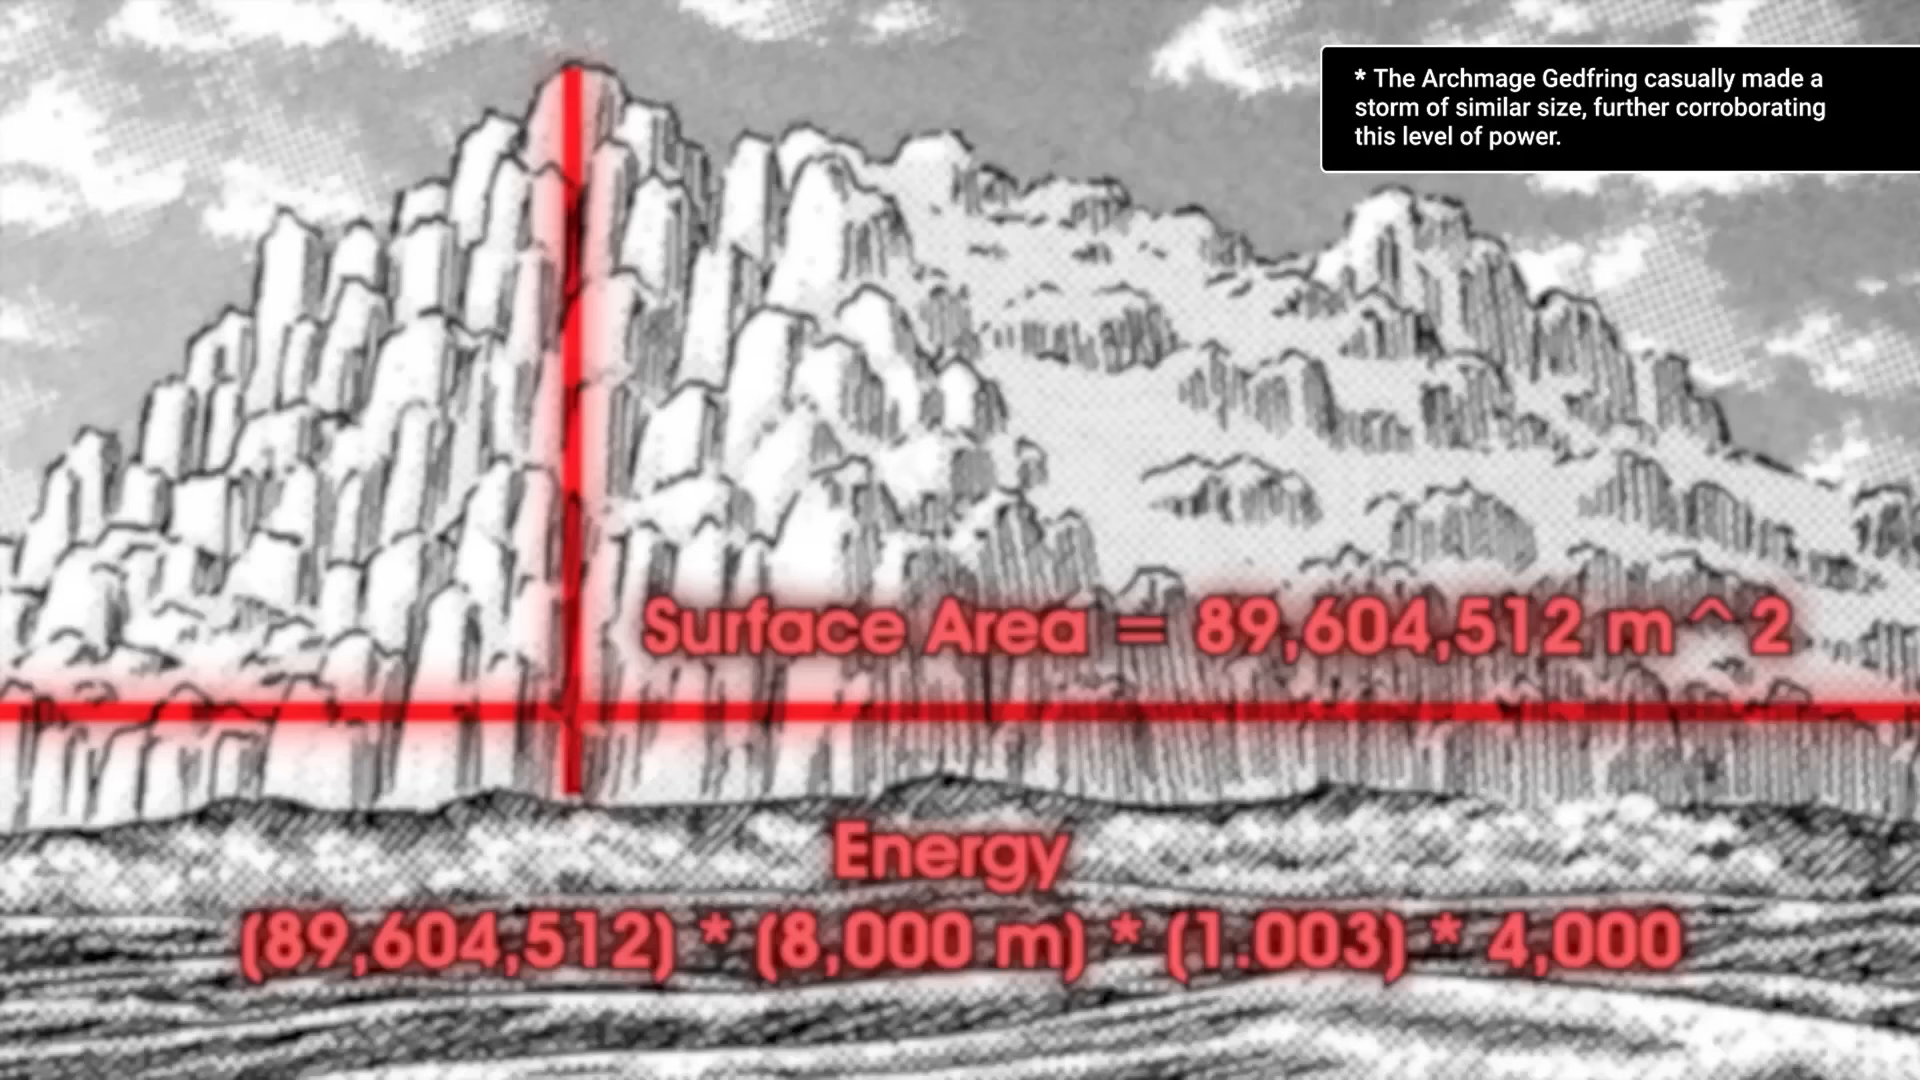 * The Archmage Gedfring casually made a
storm of similar size, further corroborating
this level of power.
Surface Area = 89,604,512 m^2
Energy
(89,604,512) * (8,000 m) * (1.003) * 4,000